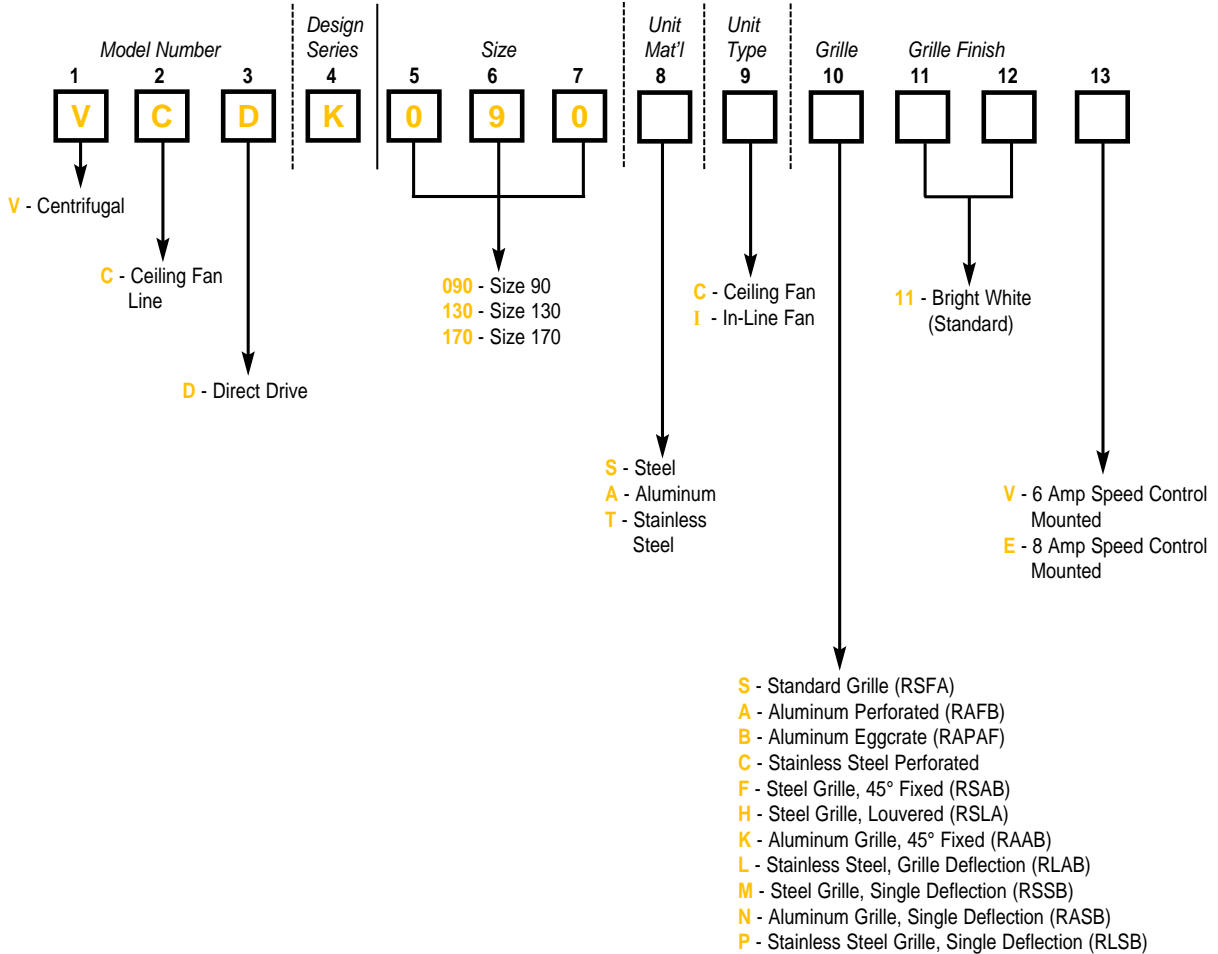 Model Number
Design
Series
Size
Unit
Mat'l
Unit
Type
Grille
Grille Finish
1 2 3 4 5 6 7 8 9 10 11 12 13
V C D K 0 9 0
V - Centrifugal
C - Ceiling Fan
Line
D - Direct Drive
090 - Size 90
130 - Size 130
170 - Size 170
S - Steel
A - Aluminum
T - Stainless
Steel
C - Ceiling Fan
I - In-Line Fan
S - Standard Grille (RSFA)
A - Aluminum Perforated (RAFB)
B - Aluminum Eggcrate (RAPAF)
C - Stainless Steel Perforated
F - Steel Grille, 45° Fixed (RSAB)
H - Steel Grille, Louvered (RSLA)
K - Aluminum Grille, 45° Fixed (RAAB)
L - Stainless Steel, Grille Deflection (RLAB)
M - Steel Grille, Single Deflection (RSSB)
N - Aluminum Grille, Single Deflection (RASB)
P - Stainless Steel Grille, Single Deflection (RLSB)
11 - Bright White
(Standard)
V - 6 Amp Speed Control
Mounted
E - 8 Amp Speed Control
Mounted